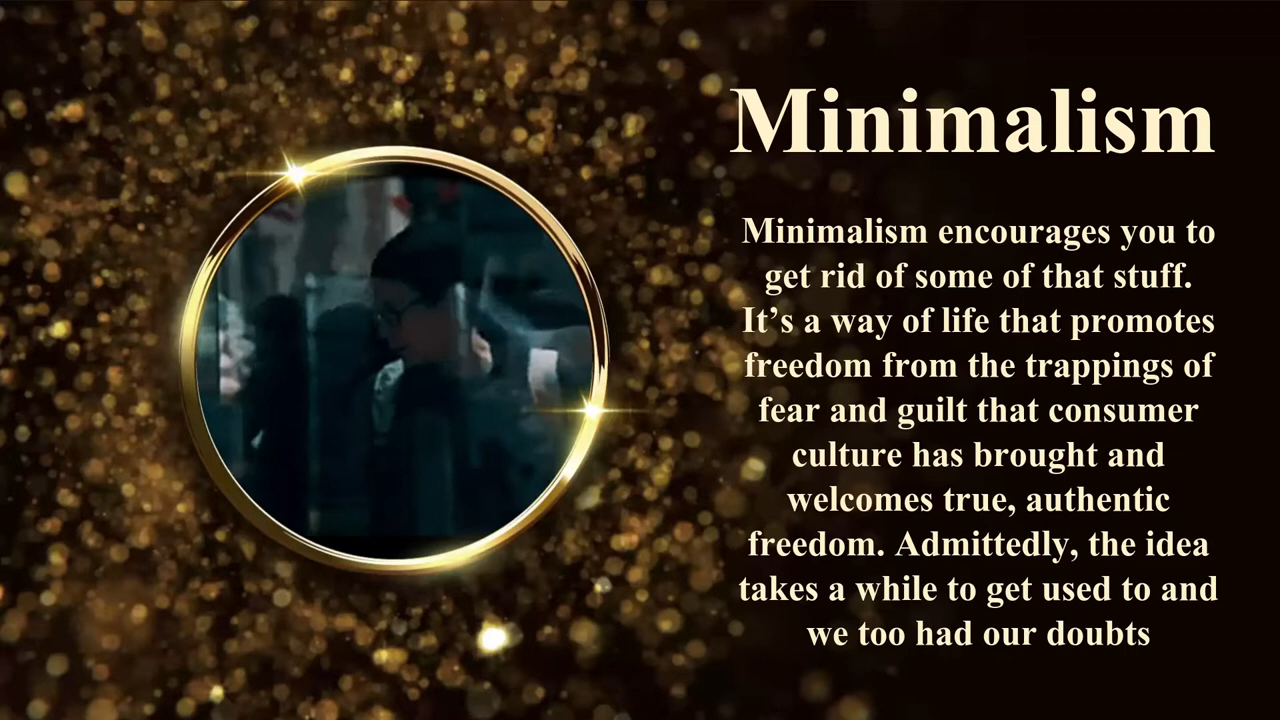 Minimalism
Minimalism encourages you to
get rid of some of that stuff.
It’s a way of life that promotes
freedom from the trappings of
fear and guilt that consumer
culture has brought and
welcomes true, authentic
freedom. Admittedly, the idea
takes a while to get used to and
we too had our doubts